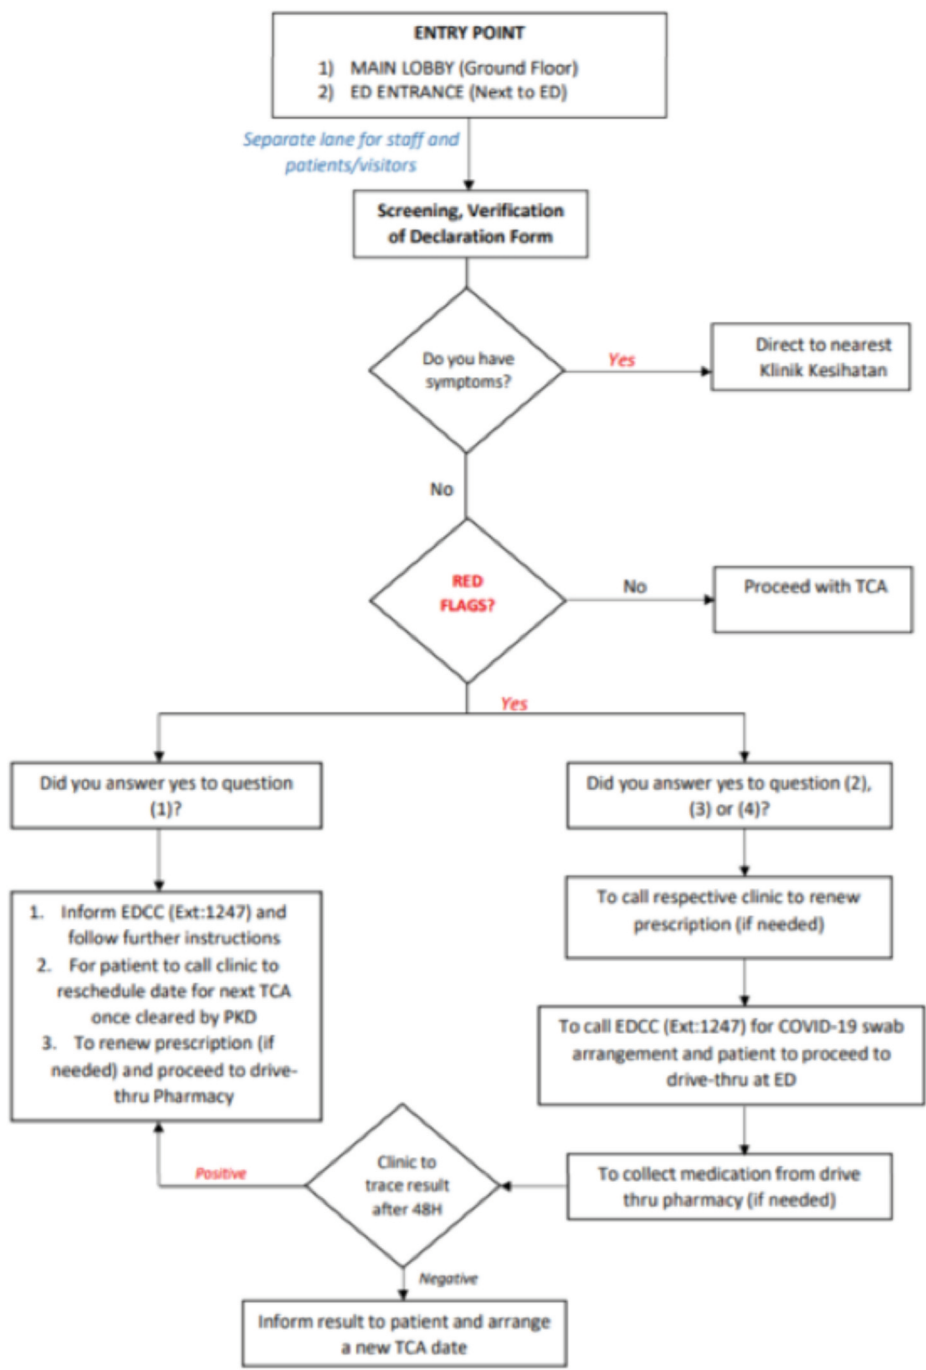 ENTRY POINT
1) MAIN LOBBY (Ground Floor)
2) ED ENTRANCE (Next to ED)
Separate lane for staff and
patients/visitors
Screening, Verification
of Declaration Form
Do you have
symptoms?
Yes
Direct to nearest
Klinik Kesihatan
No
RED
FLAGS?
No
Proceed with TCA
Yes
Did you answer yes to question
(1)?
Did you answer yes to question (2),
(3) or (4)?
1. Inform EDCC (Ext:1247) and
follow further instructions
2. For patient to call clinic to
reschedule date for next TCA
once cleared by PKD
3. To renew prescription (if
needed) and proceed to drive-
thru Pharmacy
To call respective clinic to renew
prescription (if needed)
To call EDCC (Ext:1247) for COVID-19 swab
arrangement and patient to proceed to
drive-thru at ED
To collect medication from drive
thru pharmacy (if needed)
Clinic to
trace result
after 48H
Positive
Negative
Inform result to patient and arrange
a new TCA date